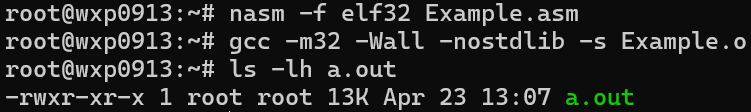 root@wxp0913:~# nasm -f elf32 Example.asm
root@wxp0913:~# gcc -m32 -Wall -nostdlib -s Example.o
root@wxp0913:~# ls -lh a.out
-rwxr-xr-x 1 root root 13K Apr 23 13:07 a.out